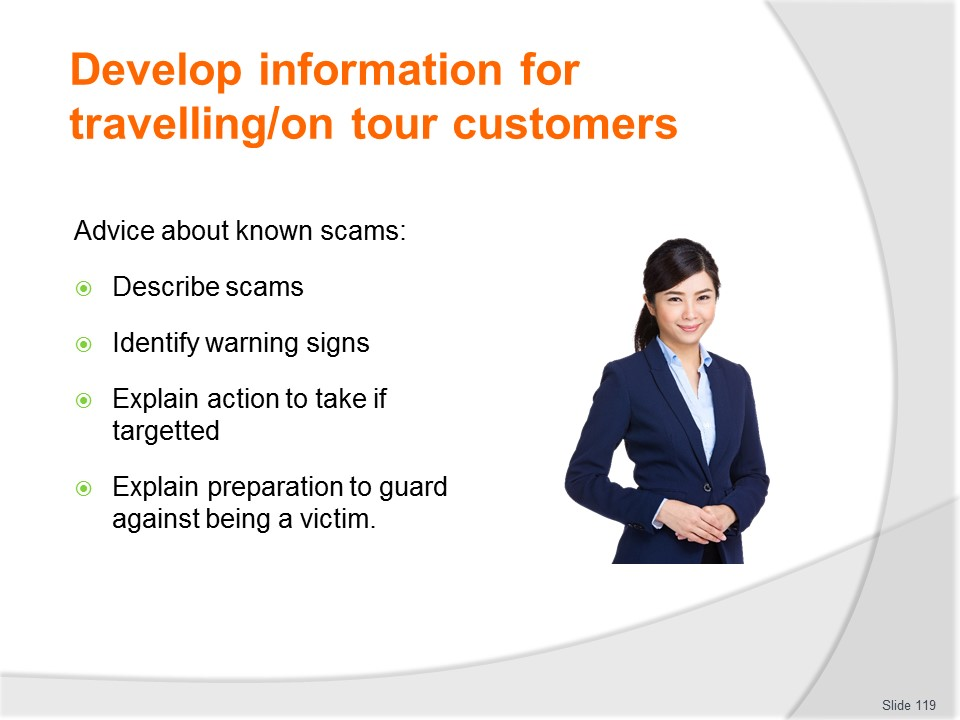 Develop information for
travelling/on tour customers
Advice about known scams:
Describe scams
Identify warning signs
Explain action to take if
targetted
Explain preparation to guard
against being a victim.
Slide 119